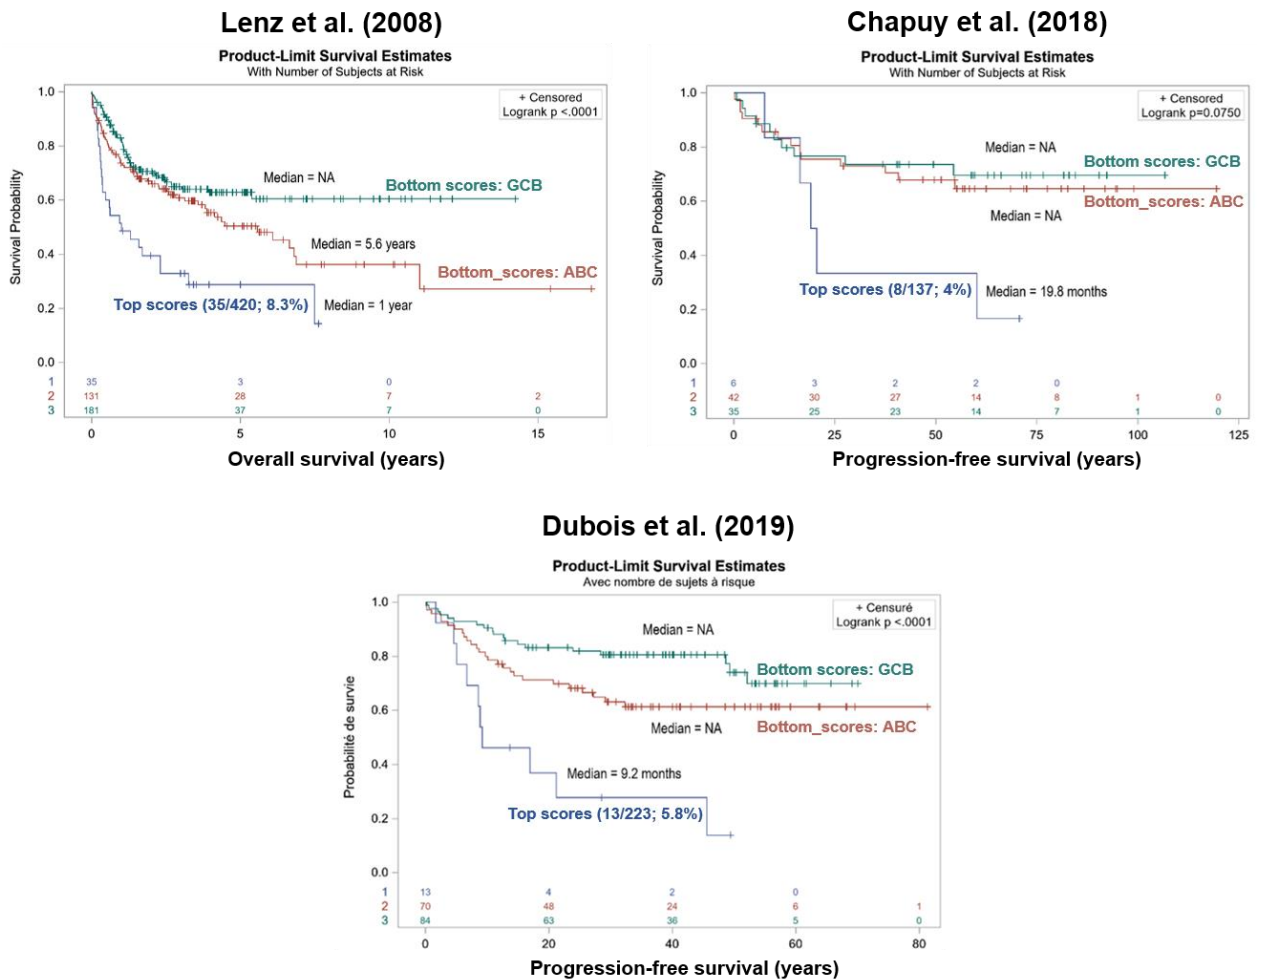 Lenz et al. (2008)
Product-Limit Survival Estimates
With Number of Subjects at Risk
+ Censored
Logrank p <.0001
Survival Probability
1.0
0.8
0.6
0.4
0.2
0.0
Median = NA
Bottom scores: GCB
Median = 5.6 years
Bottom_scores: ABC
Top scores (35/420; 8.3%)
Median = 1 year
1 35 3 0
2 131 28 7 2
3 181 37 7 0
0 5 10 15
Overall survival (years)
Chapuy et al. (2018)
Product-Limit Survival Estimates
With Number of Subjects at Risk
+ Censored
Logrank p=0.0750
Survival Probability
1.0
0.8
0.6
0.4
0.2
0.0
Median = NA
Bottom scores: GCB
Bottom_scores: ABC
Median = NA
Top scores (8/137; 4%)
Median = 19.8 months
1 6 3 2 2 0
2 42 30 27 14 8 1 0
3 35 25 23 14 7 1 0
0 25 50 75 100 125
Progression-free survival (years)
Dubois et al. (2019)
Product-Limit Survival Estimates
Avec nombre de sujets à risque
+ Censuré
Logrank p <.0001
Probabilité de survie
1.0
0.8
0.6
0.4
0.2
0.0
Median = NA
Bottom scores: GCB
Median = NA
Bottom_scores: ABC
Median = 9.2 months
Top scores (13/223; 5.8%)
1 13 4 2 0
2 70 48 24 6 1
3 84 63 36 5 0
0 20 40 60 80
Progression-free survival (years)